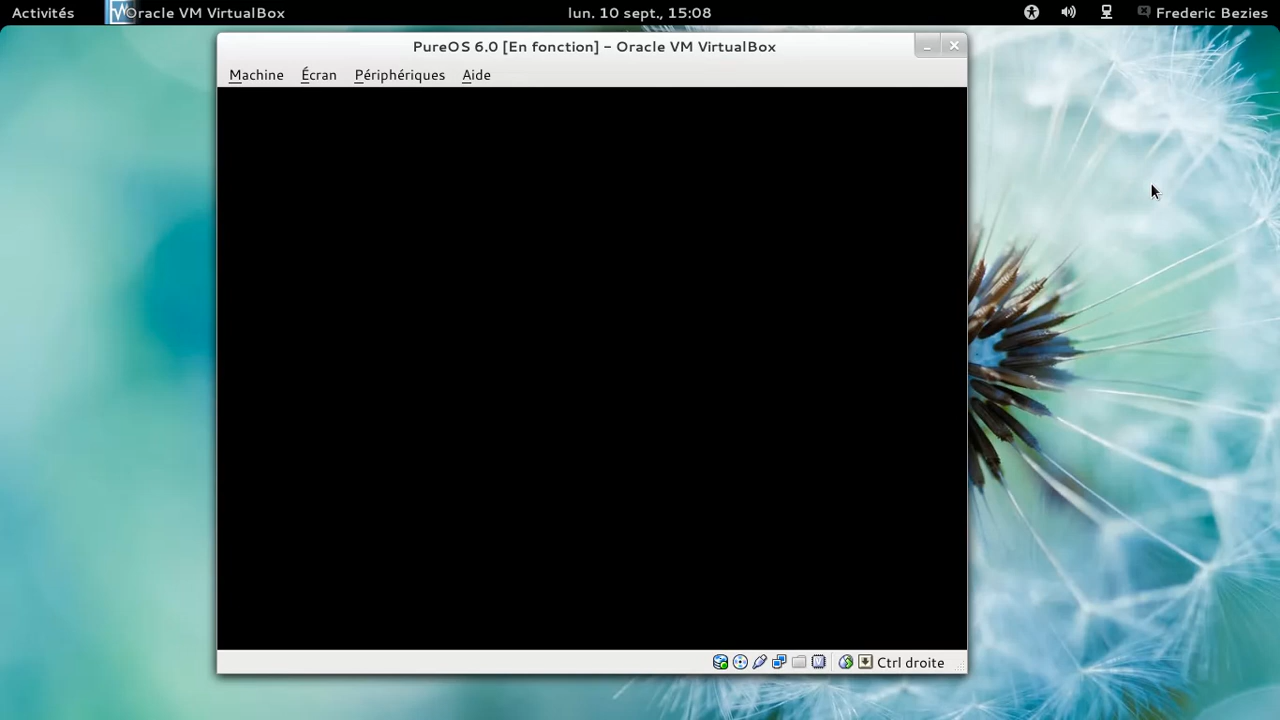 Activités Oracle VM VirtualBox lun. 10 sept., 15:08 Frederic Bezies
PureOS 6.0 [En fonction] - Oracle VM VirtualBox
Machine Écran Périphériques Aide
Ctrl droite